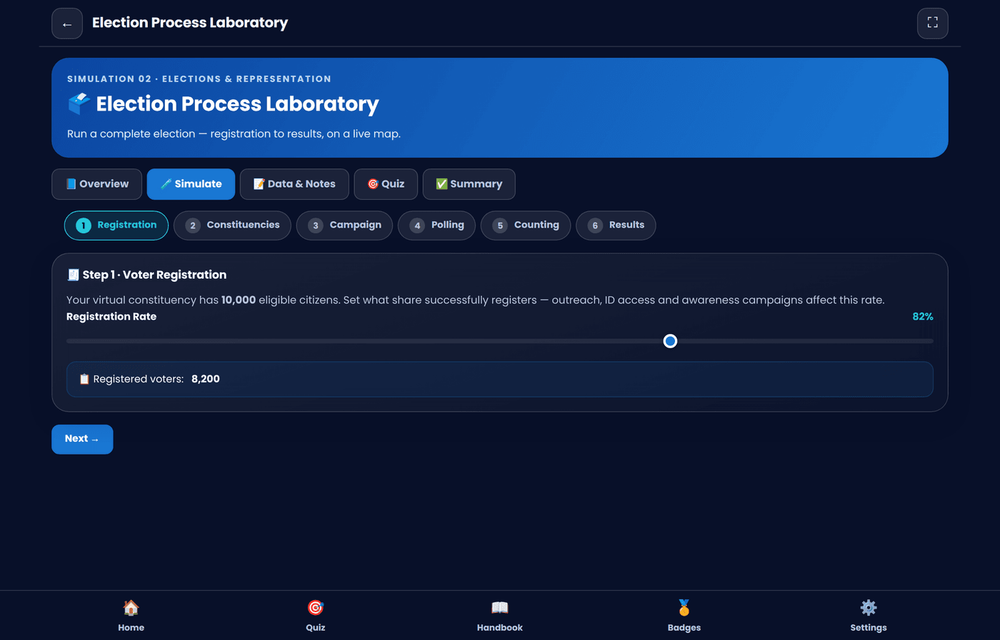 ← Election Process Laboratory
SIMULATION 02 · ELECTIONS & REPRESENTATION
Election Process Laboratory
Run a complete election — registration to results, on a live map.
Overview Simulate Data & Notes Quiz Summary
1 Registration 2 Constituencies 3 Campaign 4 Polling 5 Counting 6 Results
Step 1 · Voter Registration
Your virtual constituency has 10,000 eligible citizens. Set what share successfully registers — outreach, ID access and awareness campaigns affect this rate.
Registration Rate 82%
Registered voters: 8,200
Next →
Home Quiz Handbook Badges Settings